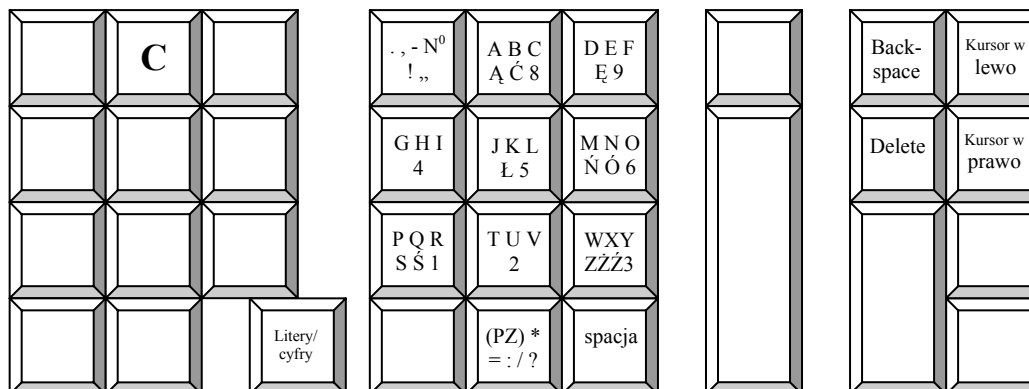 C
. , - N⁰
! „
A B C
Ą Ć 8
D E F
Ę 9
Back-
space
Kursor w
lewo
G H I
4
J K L
Ł 5
M N O
Ń Ó 6
Delete
Kursor w
prawo
P Q R
S Ś 1
T U V
2
WXY
ZŻŹ3
Litery/
cyfry
(PZ) *
= : / ?
spacja